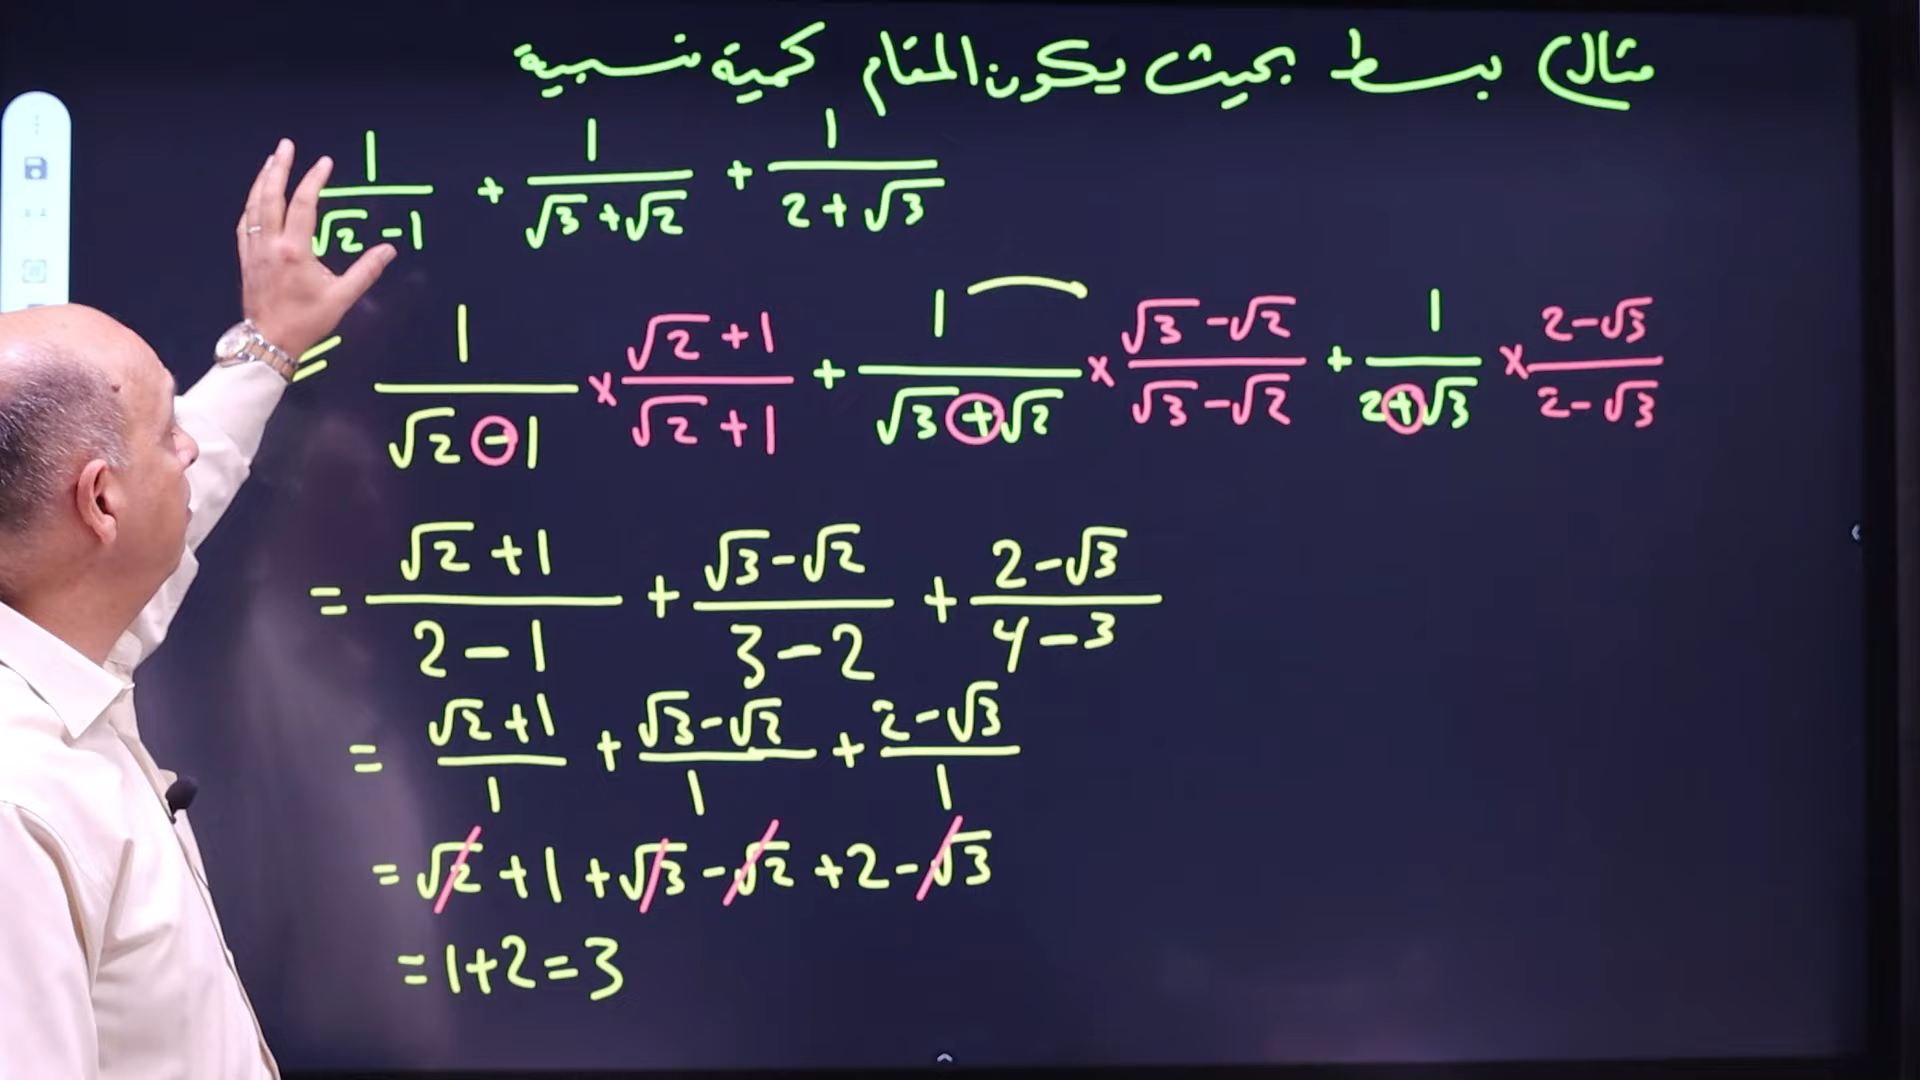 مثال بسط بحيث يكون المقام كمية نسبية
1/(√2 - 1) + 1/(√3 + √2) + 1/(2 + √3)
= 1/(√2 - 1) × (√2 + 1)/(√2 + 1) + 1/(√3 + √2) × (√3 - √2)/(√3 - √2) + 1/(2 + √3) × (2 - √3)/(2 - √3)
= (√2 + 1)/(2 - 1) + (√3 - √2)/(3 - 2) + (2 - √3)/(4 - 3)
= (√2 + 1)/1 + (√3 - √2)/1 + (2 - √3)/1
= √2 + 1 + √3 - √2 + 2 - √3
= 1 + 2 = 3